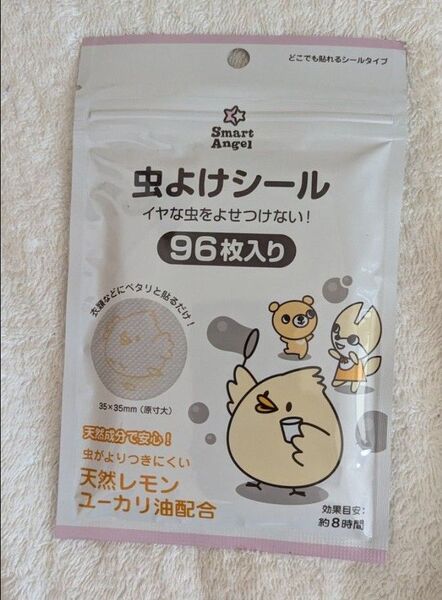 どこでも貼れるシールタイプ
Smart
Angel
虫よけシール
イヤな虫をよせつけない！
96枚入り
衣類などにペタリと貼るだけ！
35×35mm（原寸大）
天然成分で安心！
虫がよりつきにくい
天然レモン
ユーカリ油配合
効果目安：
約8時間